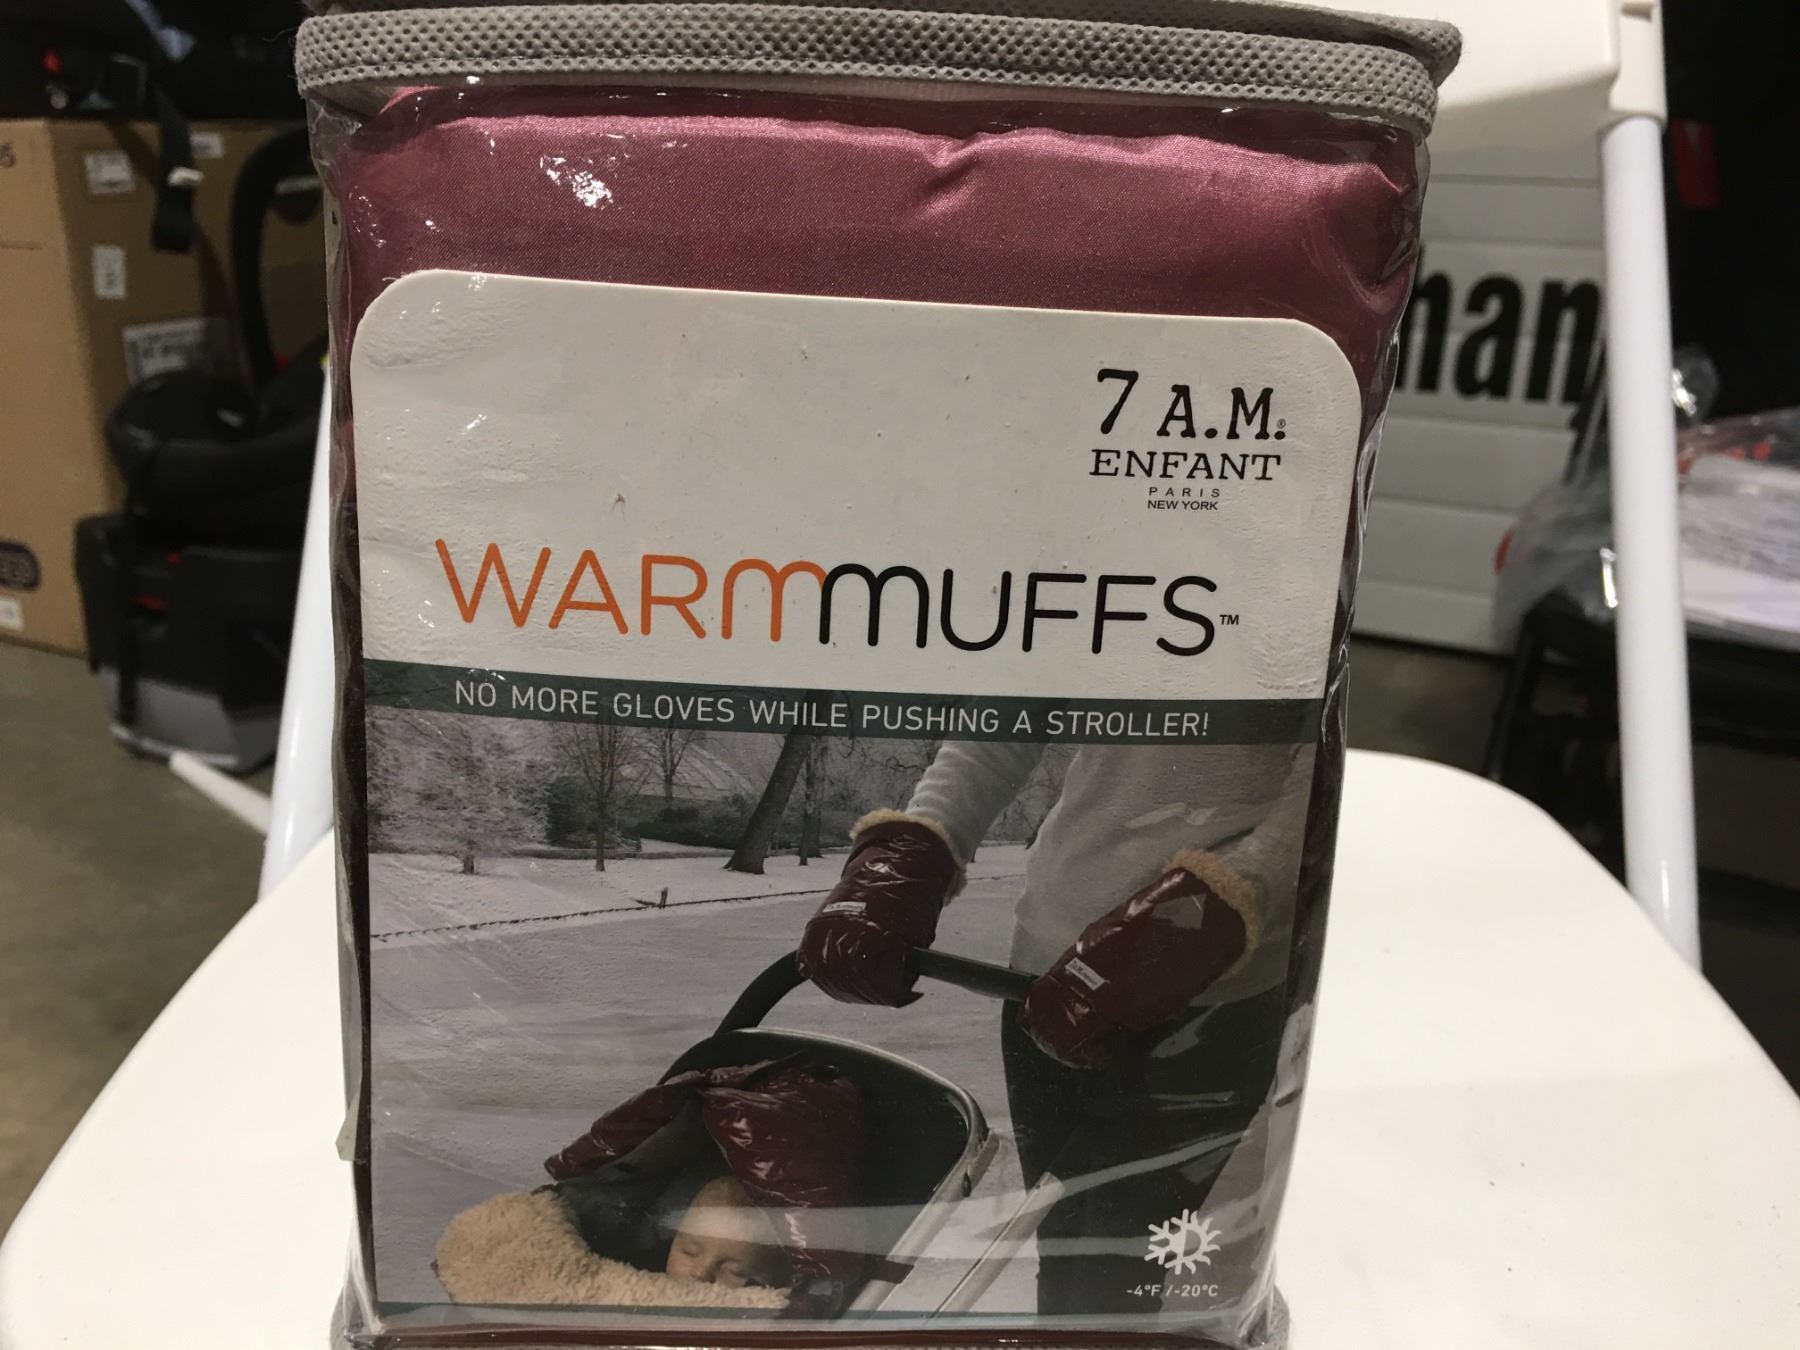 7 A.M.®
ENFANT
PARIS
NEW YORK
WARMMUFFS™
NO MORE GLOVES WHILE PUSHING A STROLLER!
-4°F /-20°C